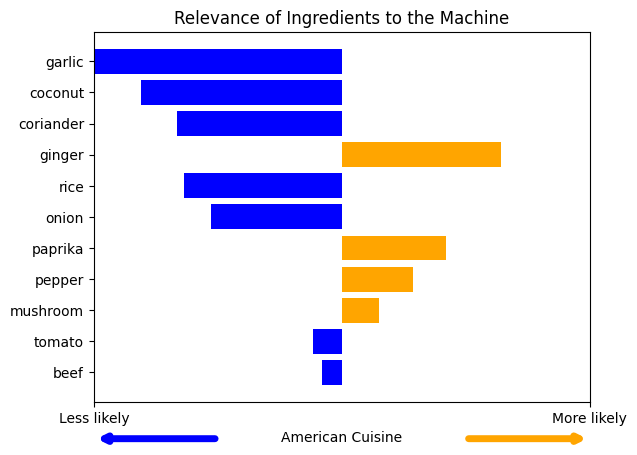 Relevance of Ingredients to the Machine
garlic
coconut
coriander
ginger
rice
onion
paprika
pepper
mushroom
tomato
beef
Less likely
More likely
American Cuisine